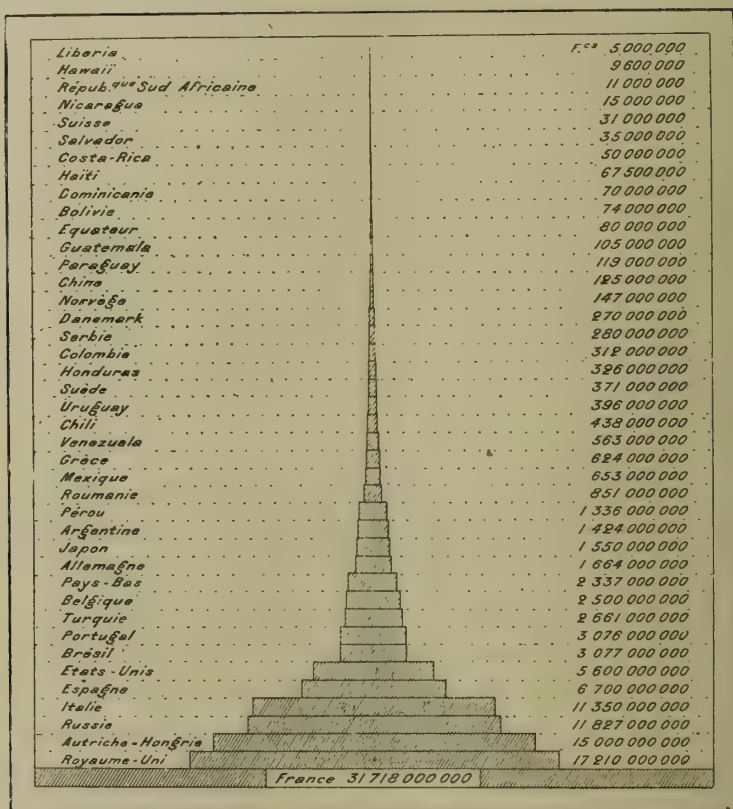 Liberia F.cs 5 000 000
Hawaïi 9 600 000
Répub.que Sud Africaine 11 000 000
Nicaragua 15 000 000
Suisse 31 000 000
Salvador 35 000 000
Costa-Rica 50 000 000
Haïti 67 500 000
Dominicanie 70 000 000
Bolivie 74 000 000
Equateur 80 000 000
Guatemala 105 000 000
Paraguay 119 000 000
Chine 125 000 000
Norvège 147 000 000
Danemark 270 000 000
Serbie 280 000 000
Colombie 312 000 000
Honduras 326 000 000
Suède 371 000 000
Uruguay 396 000 000
Chili 438 000 000
Venezuala 563 000 000
Grèce 624 000 000
Mexique 653 000 000
Roumanie 851 000 000
Pérou 1 336 000 000
Argentine 1 424 000 000
Japon 1 550 000 000
Allemagne 1 664 000 000
Pays-Bas 2 337 000 000
Belgique 2 500 000 000
Turquie 2 661 000 000
Portugal 3 076 000 000
Brésil 3 077 000 000
Etats-Unis 5 600 000 000
Espagne 6 700 000 000
Italie 11 350 000 000
Russie 11 827 000 000
Autriche-Hongrie 15 000 000 000
Royaume-Uni 17 210 000 000
France 31 718 000 000